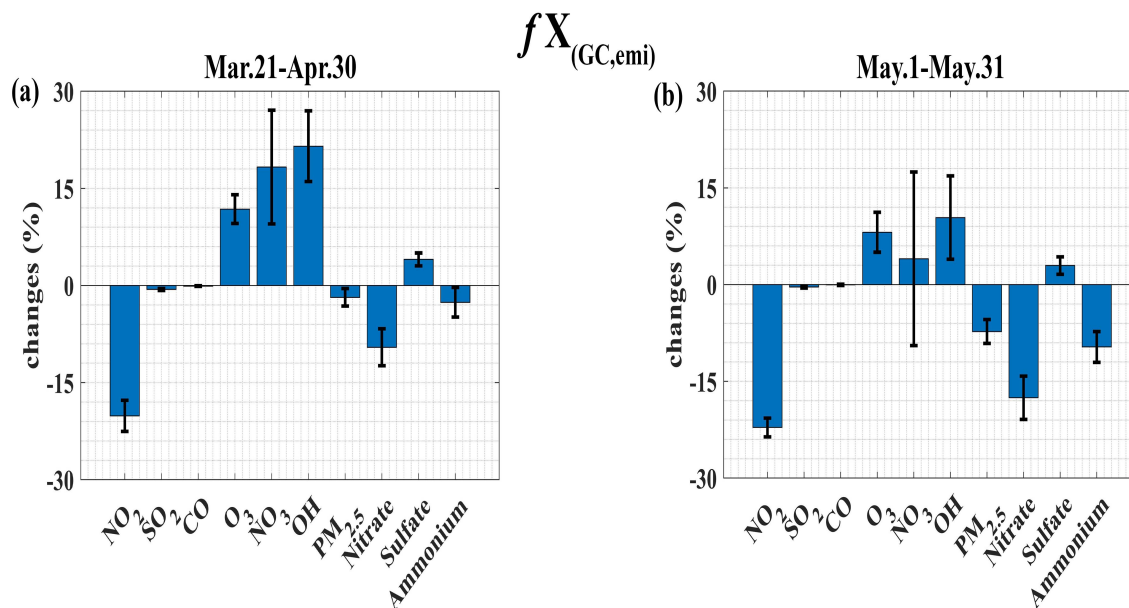 fX(GC,emi)
Mar.21-Apr.30
May.1-May.31
(a)
30
15
0
-15
-30
changes (%)
NO2
SO2
CO
O3
NO3
OH
PM2.5
Nitrate
Sulfate
Ammonium
(b)
30
15
0
-15
-30
changes (%)
NO2
SO2
CO
O3
NO3
OH
PM2.5
Nitrate
Sulfate
Ammonium